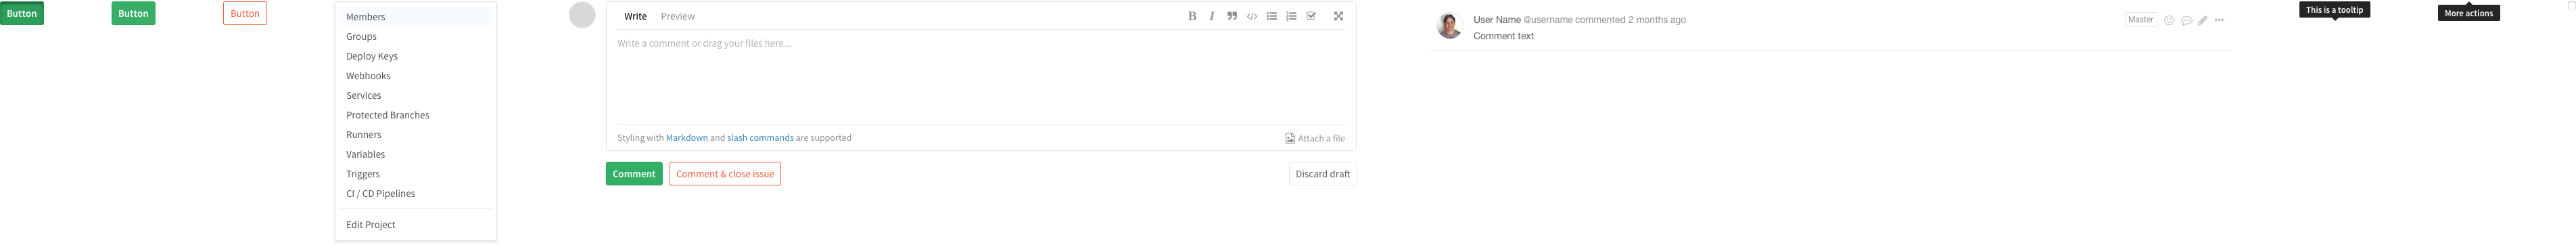 Button
Button
Button
Members
Groups
Deploy Keys
Webhooks
Services
Protected Branches
Runners
Variables
Triggers
CI / CD Pipelines
Edit Project
Write Preview
B I
Write a comment or drag your files here...
Styling with Markdown and slash commands are supported
Attach a file
Comment
Comment & close issue
Discard draft
User Name @username commented 2 months ago
Master
Comment text
This is a tooltip
More actions